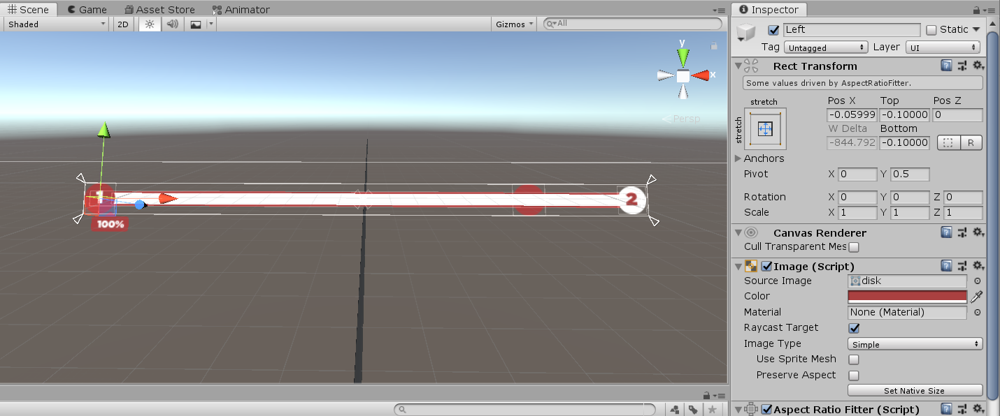 Scene Game Asset Store Animator
Shaded 2D Gizmos All
y
x
Persp
1
2
100%
Inspector
Left Static
Tag Untagged Layer UI
Rect Transform
Some values driven by AspectRatioFitter.
stretch
stretch
Pos X Top Pos Z
-0.05999 -0.10000 0
W Delta Bottom
-844.792 -0.10000 R
Anchors
Pivot X 0 Y 0.5
Rotation X 0 Y 0 Z 0
Scale X 1 Y 1 Z 1
Canvas Renderer
Cull Transparent Mes
Image (Script)
Source Image disk
Color
Material None (Material)
Raycast Target
Image Type Simple
Use Sprite Mesh
Preserve Aspect
Set Native Size
Aspect Ratio Fitter (Script)